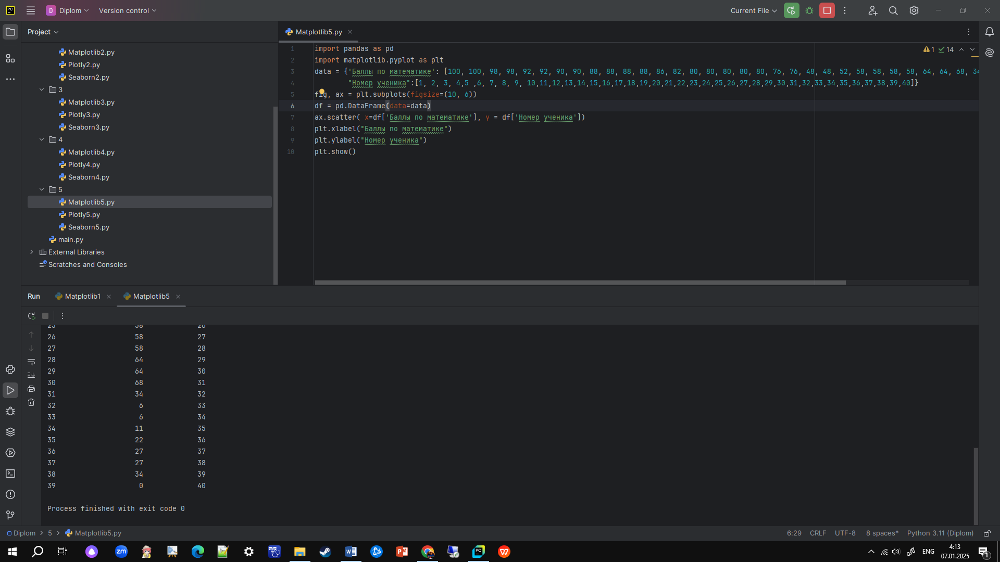 PC
D Diplom
Version control
Current File
Project
Matplotlib2.py
Plotly2.py
Seaborn2.py
3
Matplotlib3.py
Plotly3.py
Seaborn3.py
4
Matplotlib4.py
Plotly4.py
Seaborn4.py
5
Matplotlib5.py
Plotly5.py
Seaborn5.py
main.py
External Libraries
Scratches and Consoles
Matplotlib5.py
1 14
1 import pandas as pd
2 import matplotlib.pyplot as plt
3 data = {'Баллы по математике': [100, 100, 98, 98, 92, 92, 90, 90, 88, 88, 88, 88, 86, 82, 80, 80, 80, 80, 80, 76, 76, 48, 48, 52, 58, 58, 58, 58, 64, 64, 68, 34
4 "Номер ученика":[1, 2, 3, 4,5 ,6, 7, 8, 9, 10,11,12,13,14,15,16,17,18,19,20,21,22,23,24,25,26,27,28,29,30,31,32,33,34,35,36,37,38,39,40]}
5 fig, ax = plt.subplots(figsize=(10, 6))
6 df = pd.DataFrame(data=data)
7 ax.scatter( x=df['Баллы по математике'], y = df['Номер ученика'])
8 plt.xlabel("Баллы по математике")
9 plt.ylabel("Номер ученика")
10 plt.show()
Run
Matplotlib1
Matplotlib5
25 58 26
26 58 27
27 58 28
28 64 29
29 64 30
30 68 31
31 34 32
32 6 33
33 6 34
34 11 35
35 22 36
36 27 37
37 27 38
38 34 39
39 0 40
Process finished with exit code 0
Diplom > 5 > Matplotlib5.py
6:29 CRLF UTF-8 8 spaces* Python 3.11 (Diplom)
zm
PC
ENG
4:13
07.01.2025
1